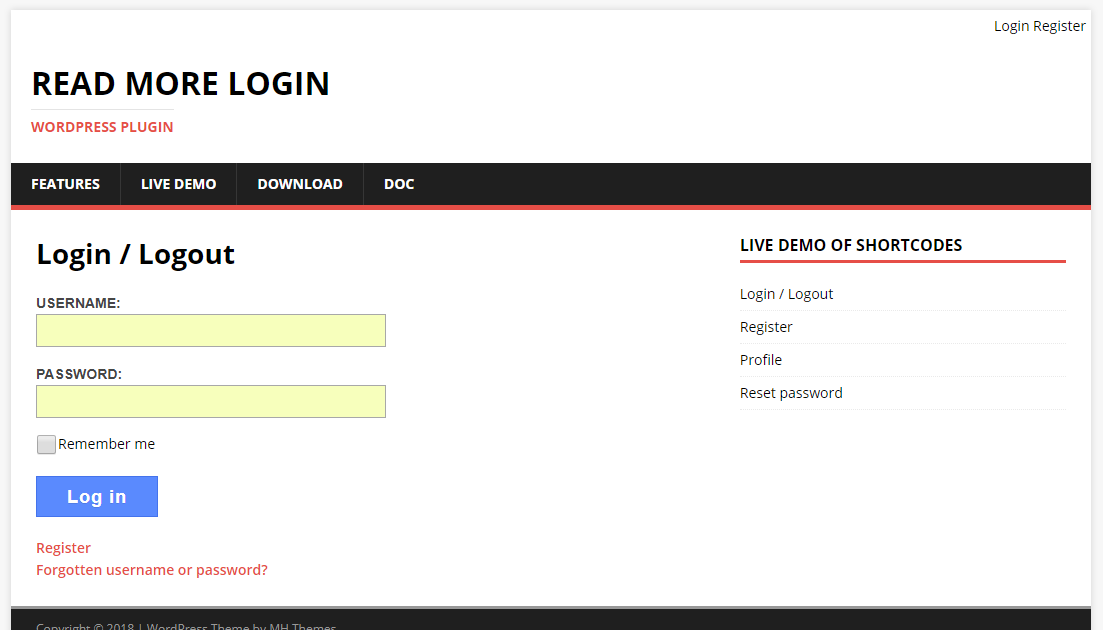 Login Register
READ MORE LOGIN
WORDPRESS PLUGIN
FEATURES LIVE DEMO DOWNLOAD DOC
Login / Logout
USERNAME:
PASSWORD:
Remember me
Log in
Register
Forgotten username or password?
LIVE DEMO OF SHORTCODES
Login / Logout
Register
Profile
Reset password
Copyright © 2018 | WordPress Theme by MH Themes